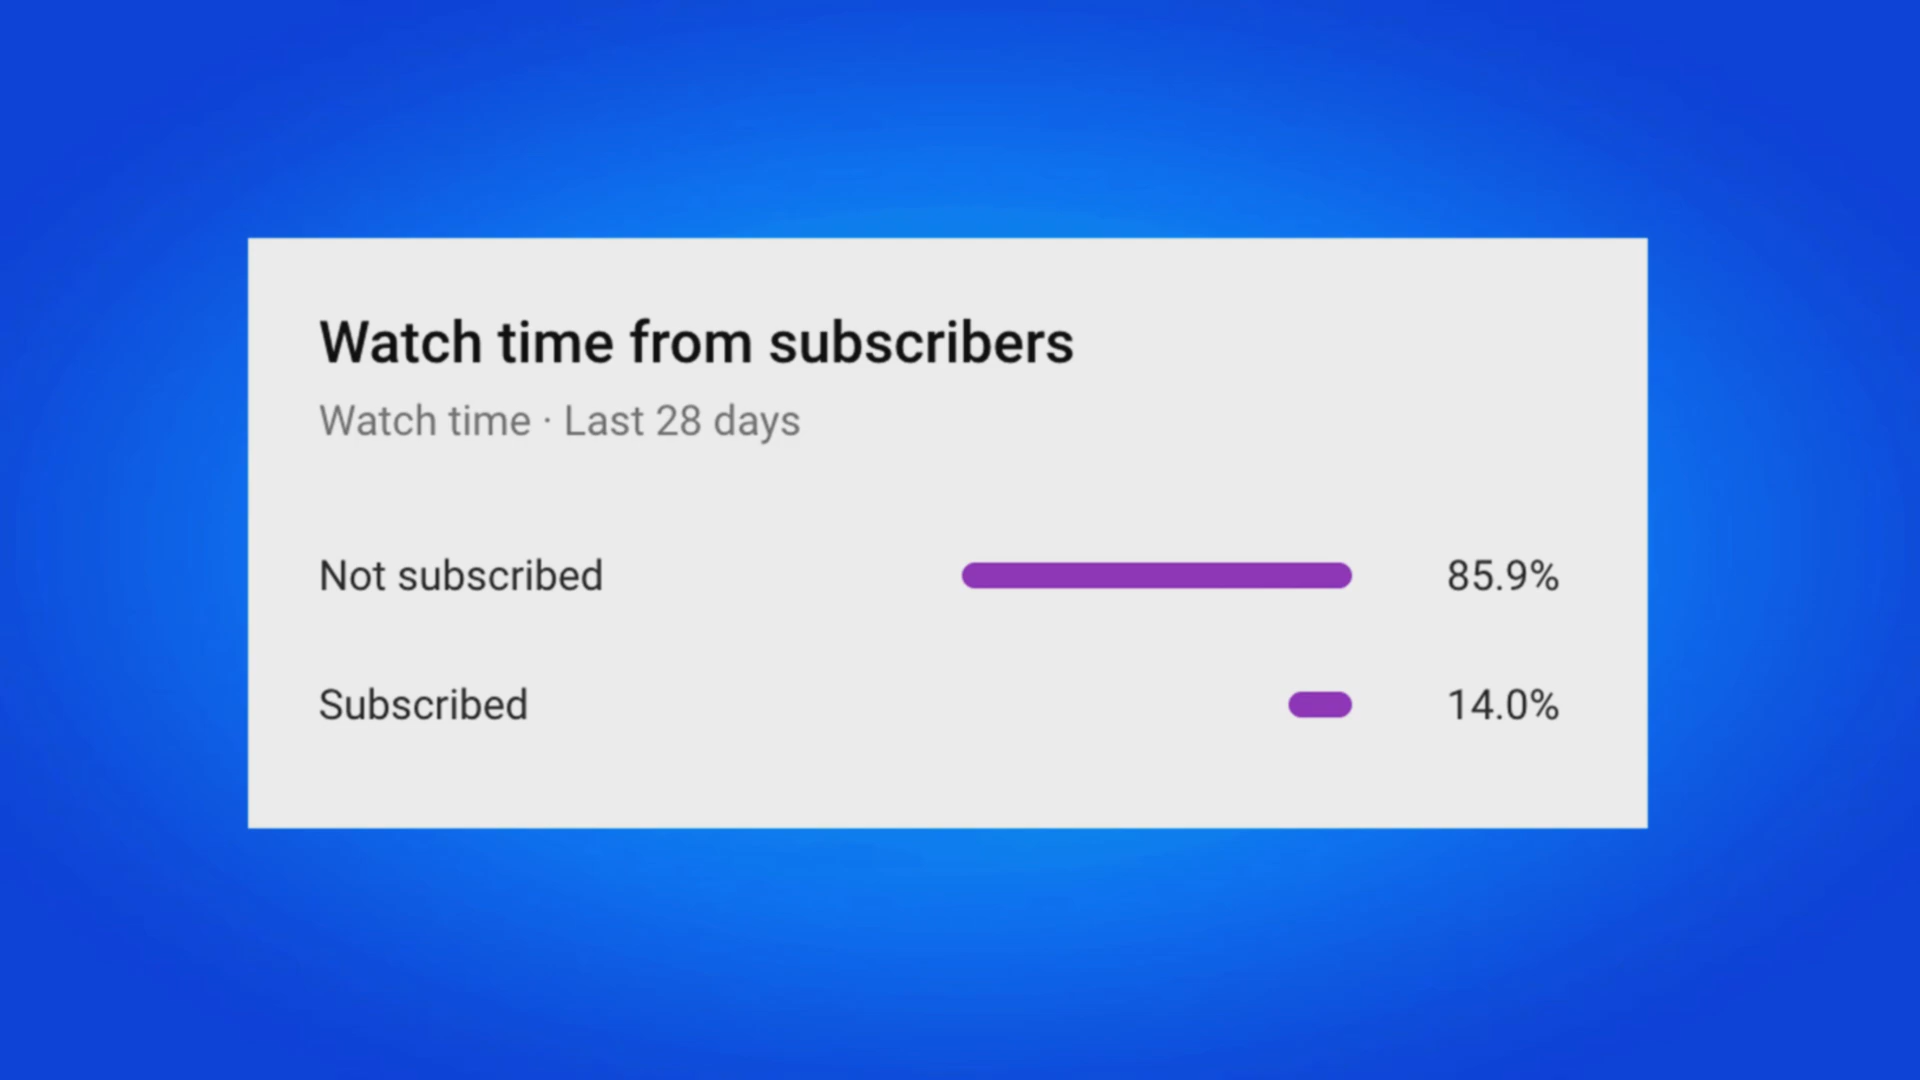 Watch time from subscribers
Watch time · Last 28 days
Not subscribed 85.9%
Subscribed 14.0%